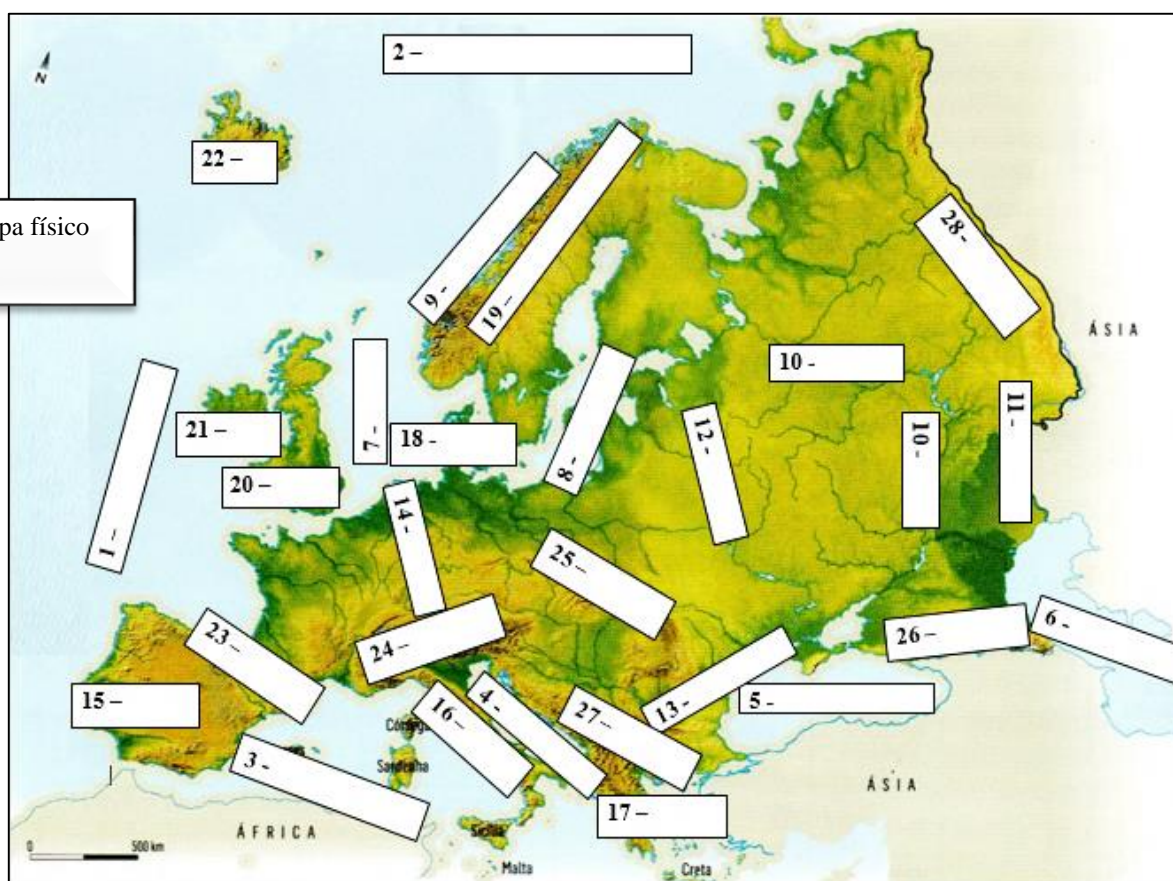 2 –
N
22 –
pa físico
9 -
19 –
28 -
ÁSIA
10 -
11 -
1 –
21 –
7 -
18 -
8 -
12 -
10 -
20 –
14 -
25 –
23 –
24 –
26 –
6 -
15 –
16 –
4 -
27–
13 -
5 -
3 -
Sardenha
ÁSIA
17 –
ÁFRICA
Sicília
0 500 km
Malta
Creta